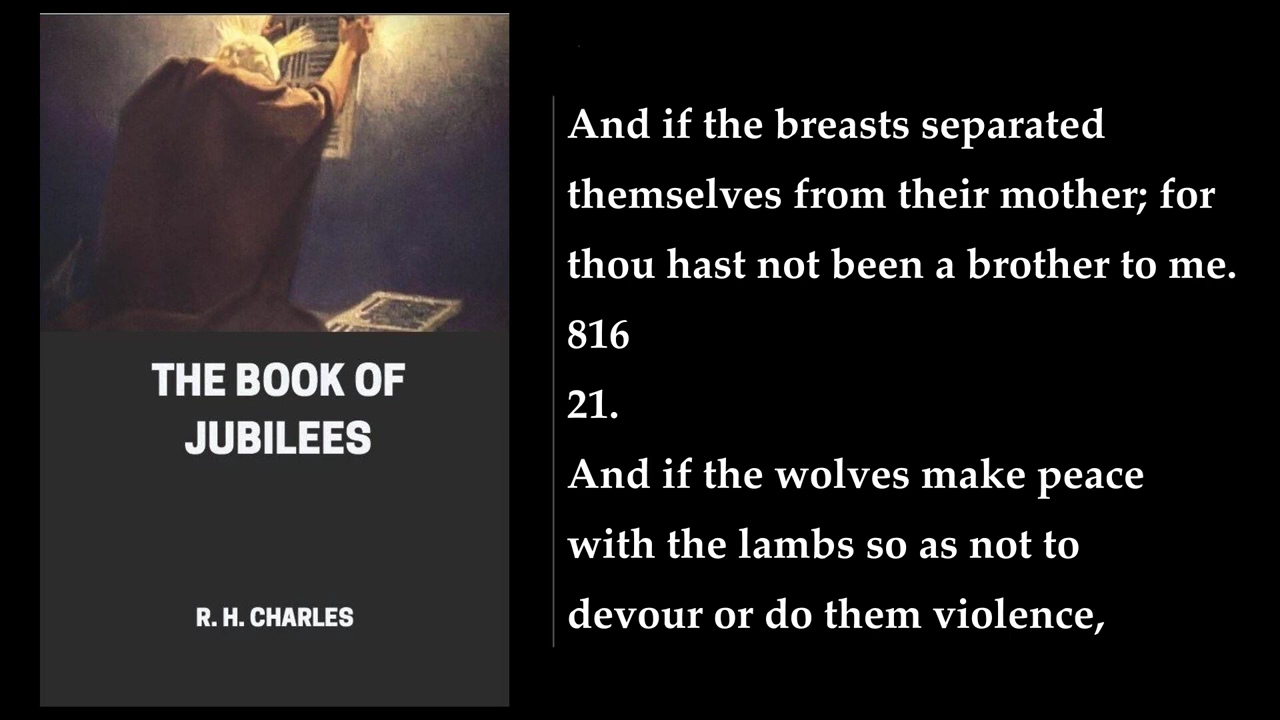 THE BOOK OF
JUBILEES
R. H. CHARLES
And if the breasts separated
themselves from their mother; for
thou hast not been a brother to me.
816
21.
And if the wolves make peace
with the lambs so as not to
devour or do them violence,